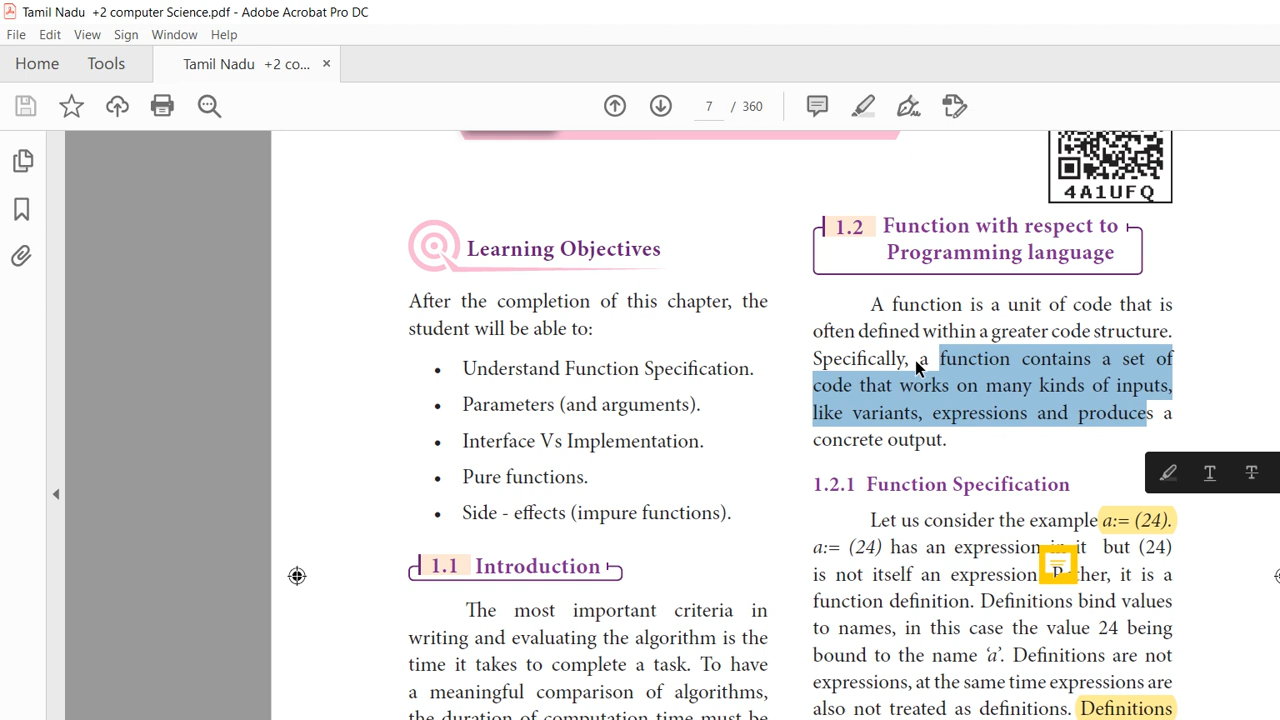 Tamil Nadu +2 computer Science.pdf - Adobe Acrobat Pro DC
File Edit View Sign Window Help
Home Tools Tamil Nadu +2 co... ×
7 / 360
4A1UFQ
Learning Objectives
After the completion of this chapter, the
student will be able to:
• Understand Function Specification.
• Parameters (and arguments).
• Interface Vs Implementation.
• Pure functions.
• Side - effects (impure functions).
1.1 Introduction
The most important criteria in
writing and evaluating the algorithm is the
time it takes to complete a task. To have
a meaningful comparison of algorithms,
the duration of computation time must be
1.2 Function with respect to
Programming language
A function is a unit of code that is
often defined within a greater code structure.
Specifically, a function contains a set of
code that works on many kinds of inputs,
like variants, expressions and produces a
concrete output.
1.2.1 Function Specification
Let us consider the example a:= (24).
a:= (24) has an expression in it but (24)
is not itself an expression. Rather, it is a
function definition. Definitions bind values
to names, in this case the value 24 being
bound to the name ‘a’. Definitions are not
expressions, at the same time expressions are
also not treated as definitions. Definitions